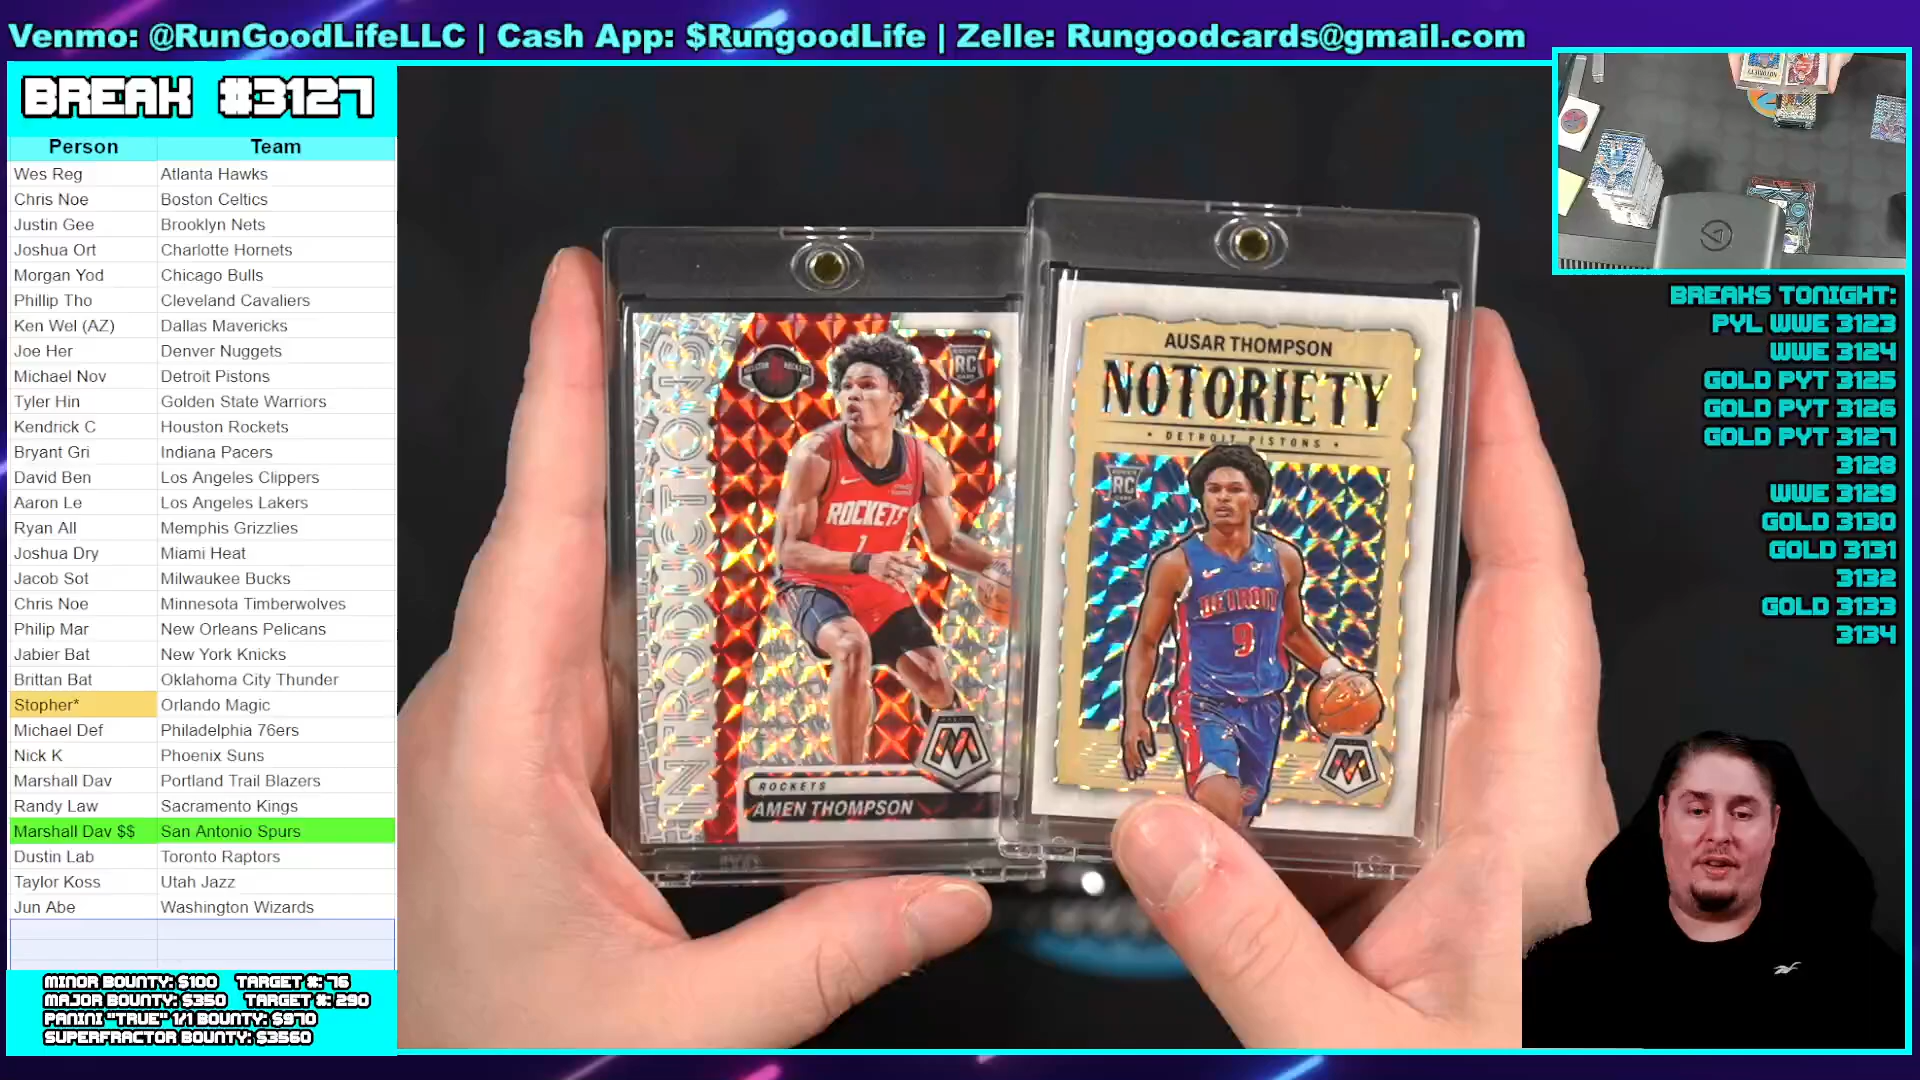 Venmo: @RunGoodLifeLLC | Cash App: $RungoodLife | Zelle: Rungoodcards@gmail.com
BREAK #3127
Person Team
Wes Reg Atlanta Hawks
Chris Noe Boston Celtics
Justin Gee Brooklyn Nets
Joshua Ort Charlotte Hornets
Morgan Yod Chicago Bulls
Phillip Tho Cleveland Cavaliers
Ken Wel (AZ) Dallas Mavericks
Joe Her Denver Nuggets
Michael Nov Detroit Pistons
Tyler Hin Golden State Warriors
Kendrick C Houston Rockets
Bryant Gri Indiana Pacers
David Ben Los Angeles Clippers
Aaron Le Los Angeles Lakers
Ryan All Memphis Grizzlies
Joshua Dry Miami Heat
Jacob Sot Milwaukee Bucks
Chris Noe Minnesota Timberwolves
Philip Mar New Orleans Pelicans
Jabier Bat New York Knicks
Brittan Bat Oklahoma City Thunder
Stopher* Orlando Magic
Michael Def Philadelphia 76ers
Nick K Phoenix Suns
Marshall Dav Portland Trail Blazers
Randy Law Sacramento Kings
Marshall Dav $$ San Antonio Spurs
Dustin Lab Toronto Raptors
Taylor Koss Utah Jazz
Jun Abe Washington Wizards
MINOR BOUNTY: $100 TARGET #: 76
MAJOR BOUNTY: $350 TARGET #: 290
PANINI "TRUE" 1/1 BOUNTY: $970
SUPERFRACTOR BOUNTY: $3560
INTRODUCTIONS
RC
ROCKETS
1
ROCKETS
AMEN THOMPSON
AUSAR THOMPSON
NOTORIETY
• DETROIT PISTONS •
RC
DETROIT
9
BREAKS TONIGHT:
PYL WWE 3123
WWE 3124
GOLD PYT 3125
GOLD PYT 3126
GOLD PYT 3127
3128
WWE 3129
GOLD 3130
GOLD 3131
3132
GOLD 3133
3134